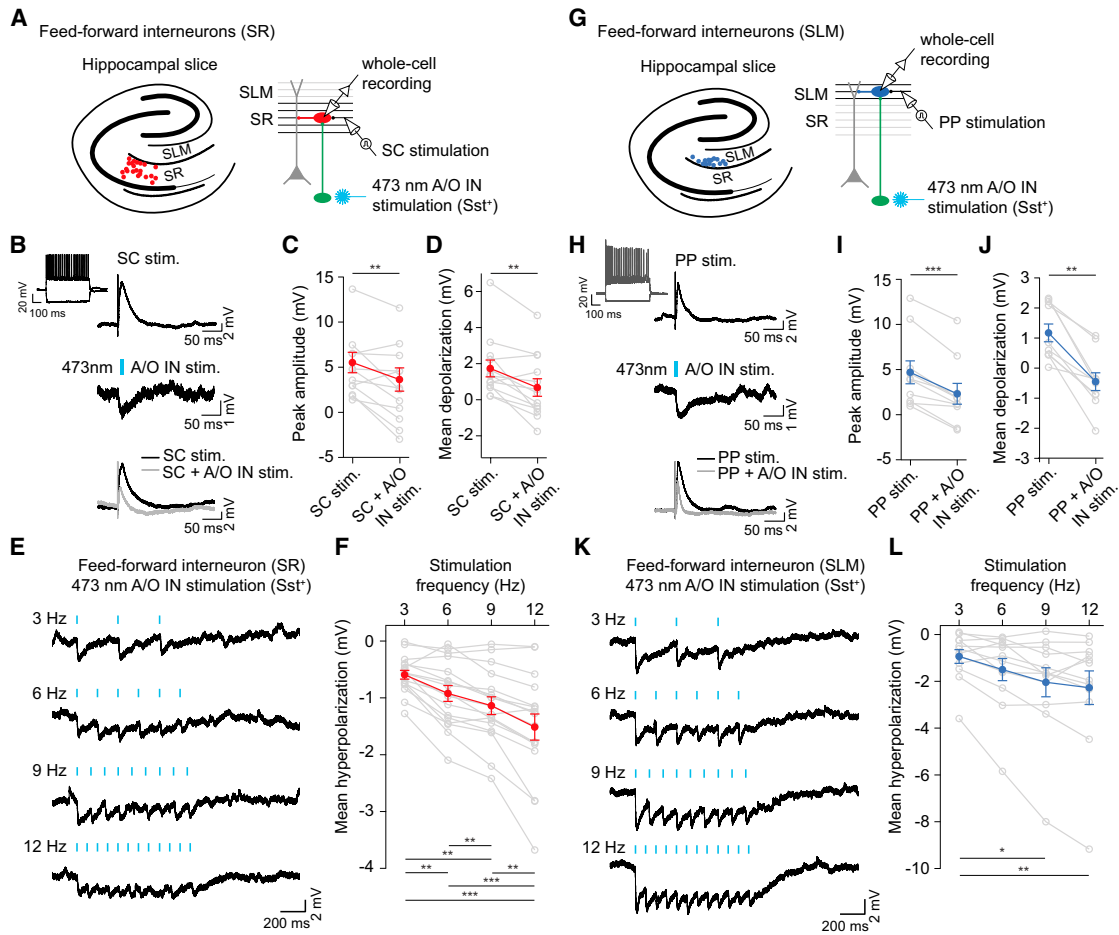 A
Feed-forward interneurons (SR)
Hippocampal slice
SLM
SR
whole-cell
recording
SLM
SR
SC stimulation
473 nm A/O IN
stimulation (Sst+)
B
SC stim.
20 mV
100 ms
50 ms
2 mV
473nm
A/O IN stim.
50 ms
1 mV
SC stim.
SC + A/O IN stim.
50 ms
2 mV
C
**
Peak amplitude (mV)
15
10
5
0
-5
SC stim.
SC + A/O
IN stim.
D
**
Mean depolarization (mV)
6
4
2
0
2
SC stim.
SC + A/O
IN stim.
E
Feed-forward interneuron (SR)
473 nm A/O IN stimulation (Sst+)
3 Hz
6 Hz
9 Hz
12 Hz
200 ms
2 mV
F
Stimulation
frequency (Hz)
3 6 9 12
Mean hyperpolarization (mV)
0
-1
-2
-3
-4
**
**
** **
***
***
G
Feed-forward interneurons (SLM)
Hippocampal slice
SLM
SR
whole-cell
recording
SLM
SR
PP stimulation
473 nm A/O IN
stimulation (Sst+)
H
PP stim.
20 mV
100 ms
50 ms
2 mV
473nm
A/O IN stim.
50 ms
1 mV
PP stim.
PP + A/O IN stim.
50 ms
2 mV
I
***
Peak amplitude (mV)
15
10
5
0
-5
PP stim.
PP + A/O
IN stim.
J
**
Mean depolarization (mV)
3
2
1
0
-1
-2
-3
PP stim.
PP + A/O
IN stim.
K
Feed-forward interneuron (SLM)
473 nm A/O IN stimulation (Sst+)
3 Hz
6 Hz
9 Hz
12 Hz
200 ms
2 mV
L
Stimulation
frequency (Hz)
3 6 9 12
Mean hyperpolarization (mV)
0
-2
-4
-6
-8
-10
*
**